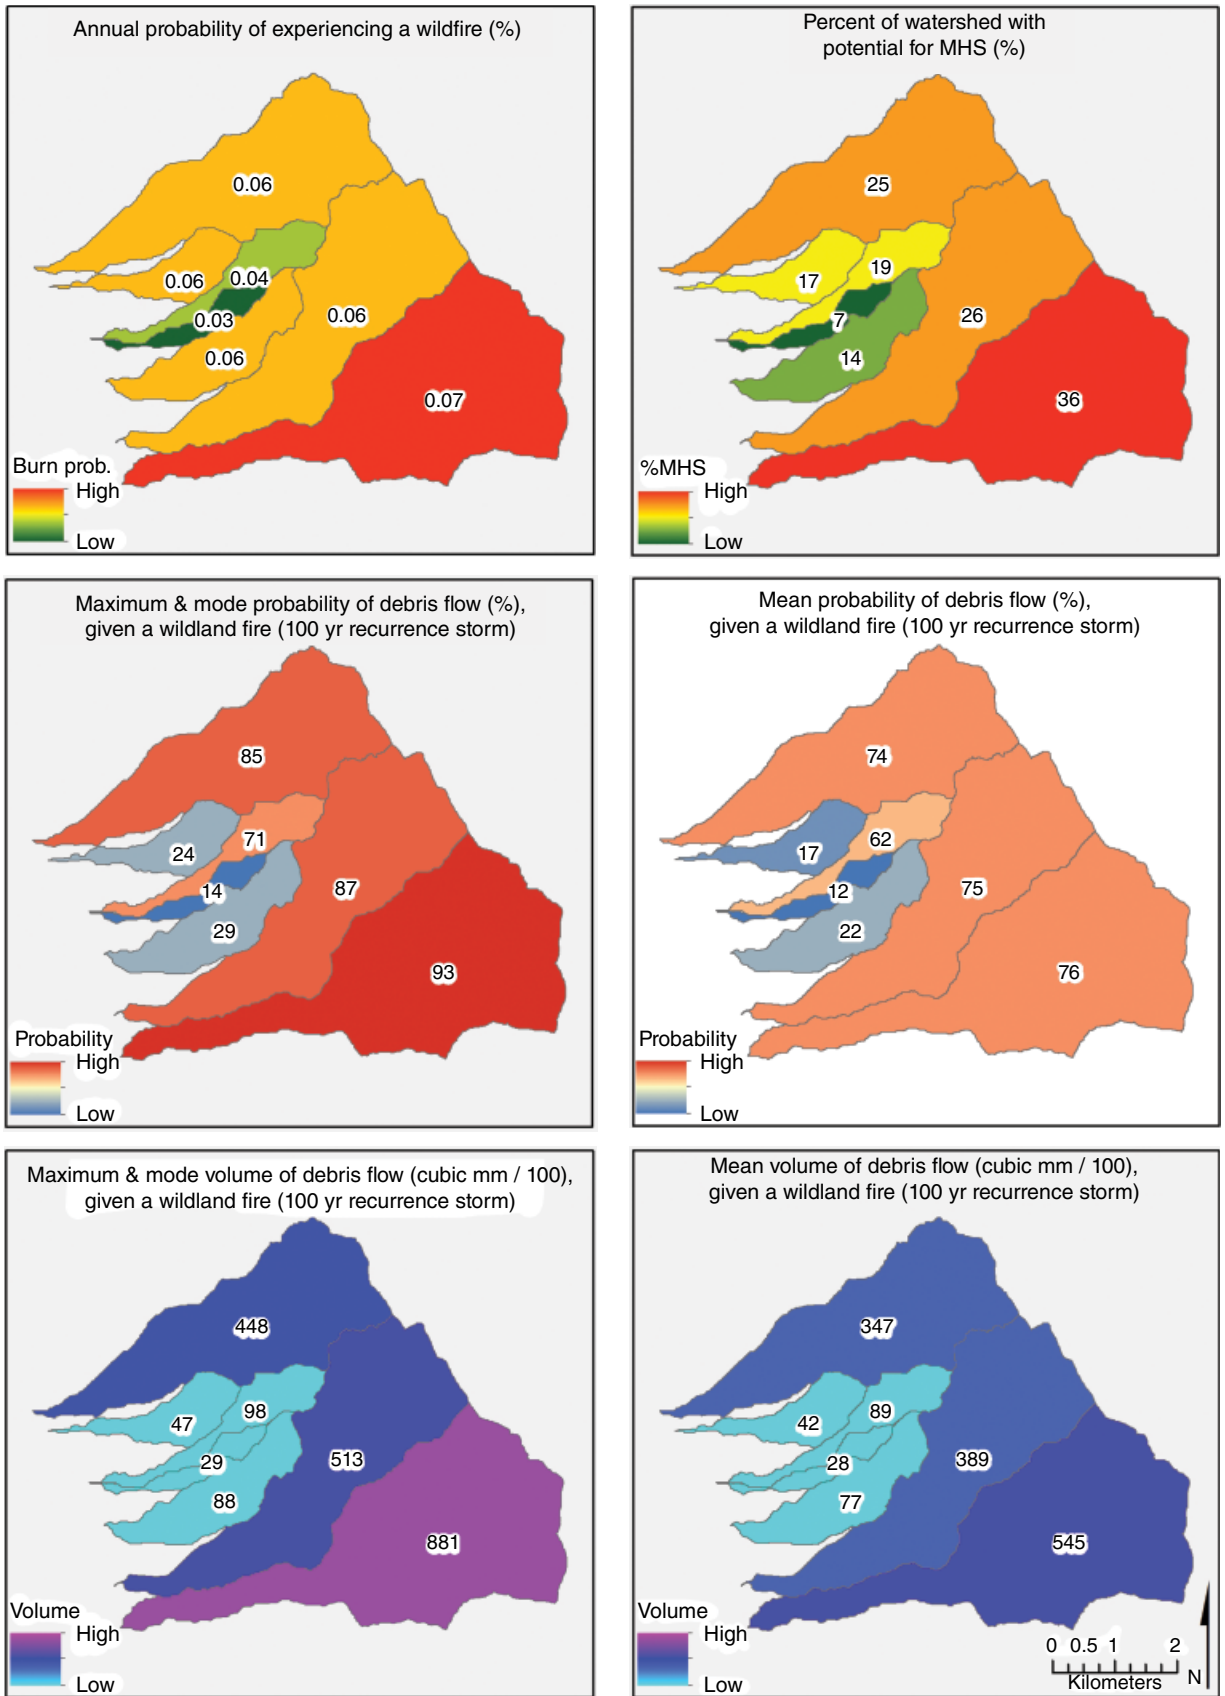 Annual probability of experiencing a wildfire (%)
0.06
0.06
0.04
0.03
0.06
0.06
0.07
Burn prob.
High
Low
Percent of watershed with
potential for MHS (%)
25
17
19
7
26
14
36
%MHS
High
Low
Maximum & mode probability of debris flow (%),
given a wildland fire (100 yr recurrence storm)
85
24
71
14
87
29
93
Probability
High
Low
Mean probability of debris flow (%),
given a wildland fire (100 yr recurrence storm)
74
17
62
12
75
22
76
Probability
High
Low
Maximum & mode volume of debris flow (cubic mm / 100),
given a wildland fire (100 yr recurrence storm)
448
47
98
29
513
88
881
Volume
High
Low
Mean volume of debris flow (cubic mm / 100),
given a wildland fire (100 yr recurrence storm)
347
42
89
28
389
77
545
Volume
High
Low
0 0.5 1 2
Kilometers
N